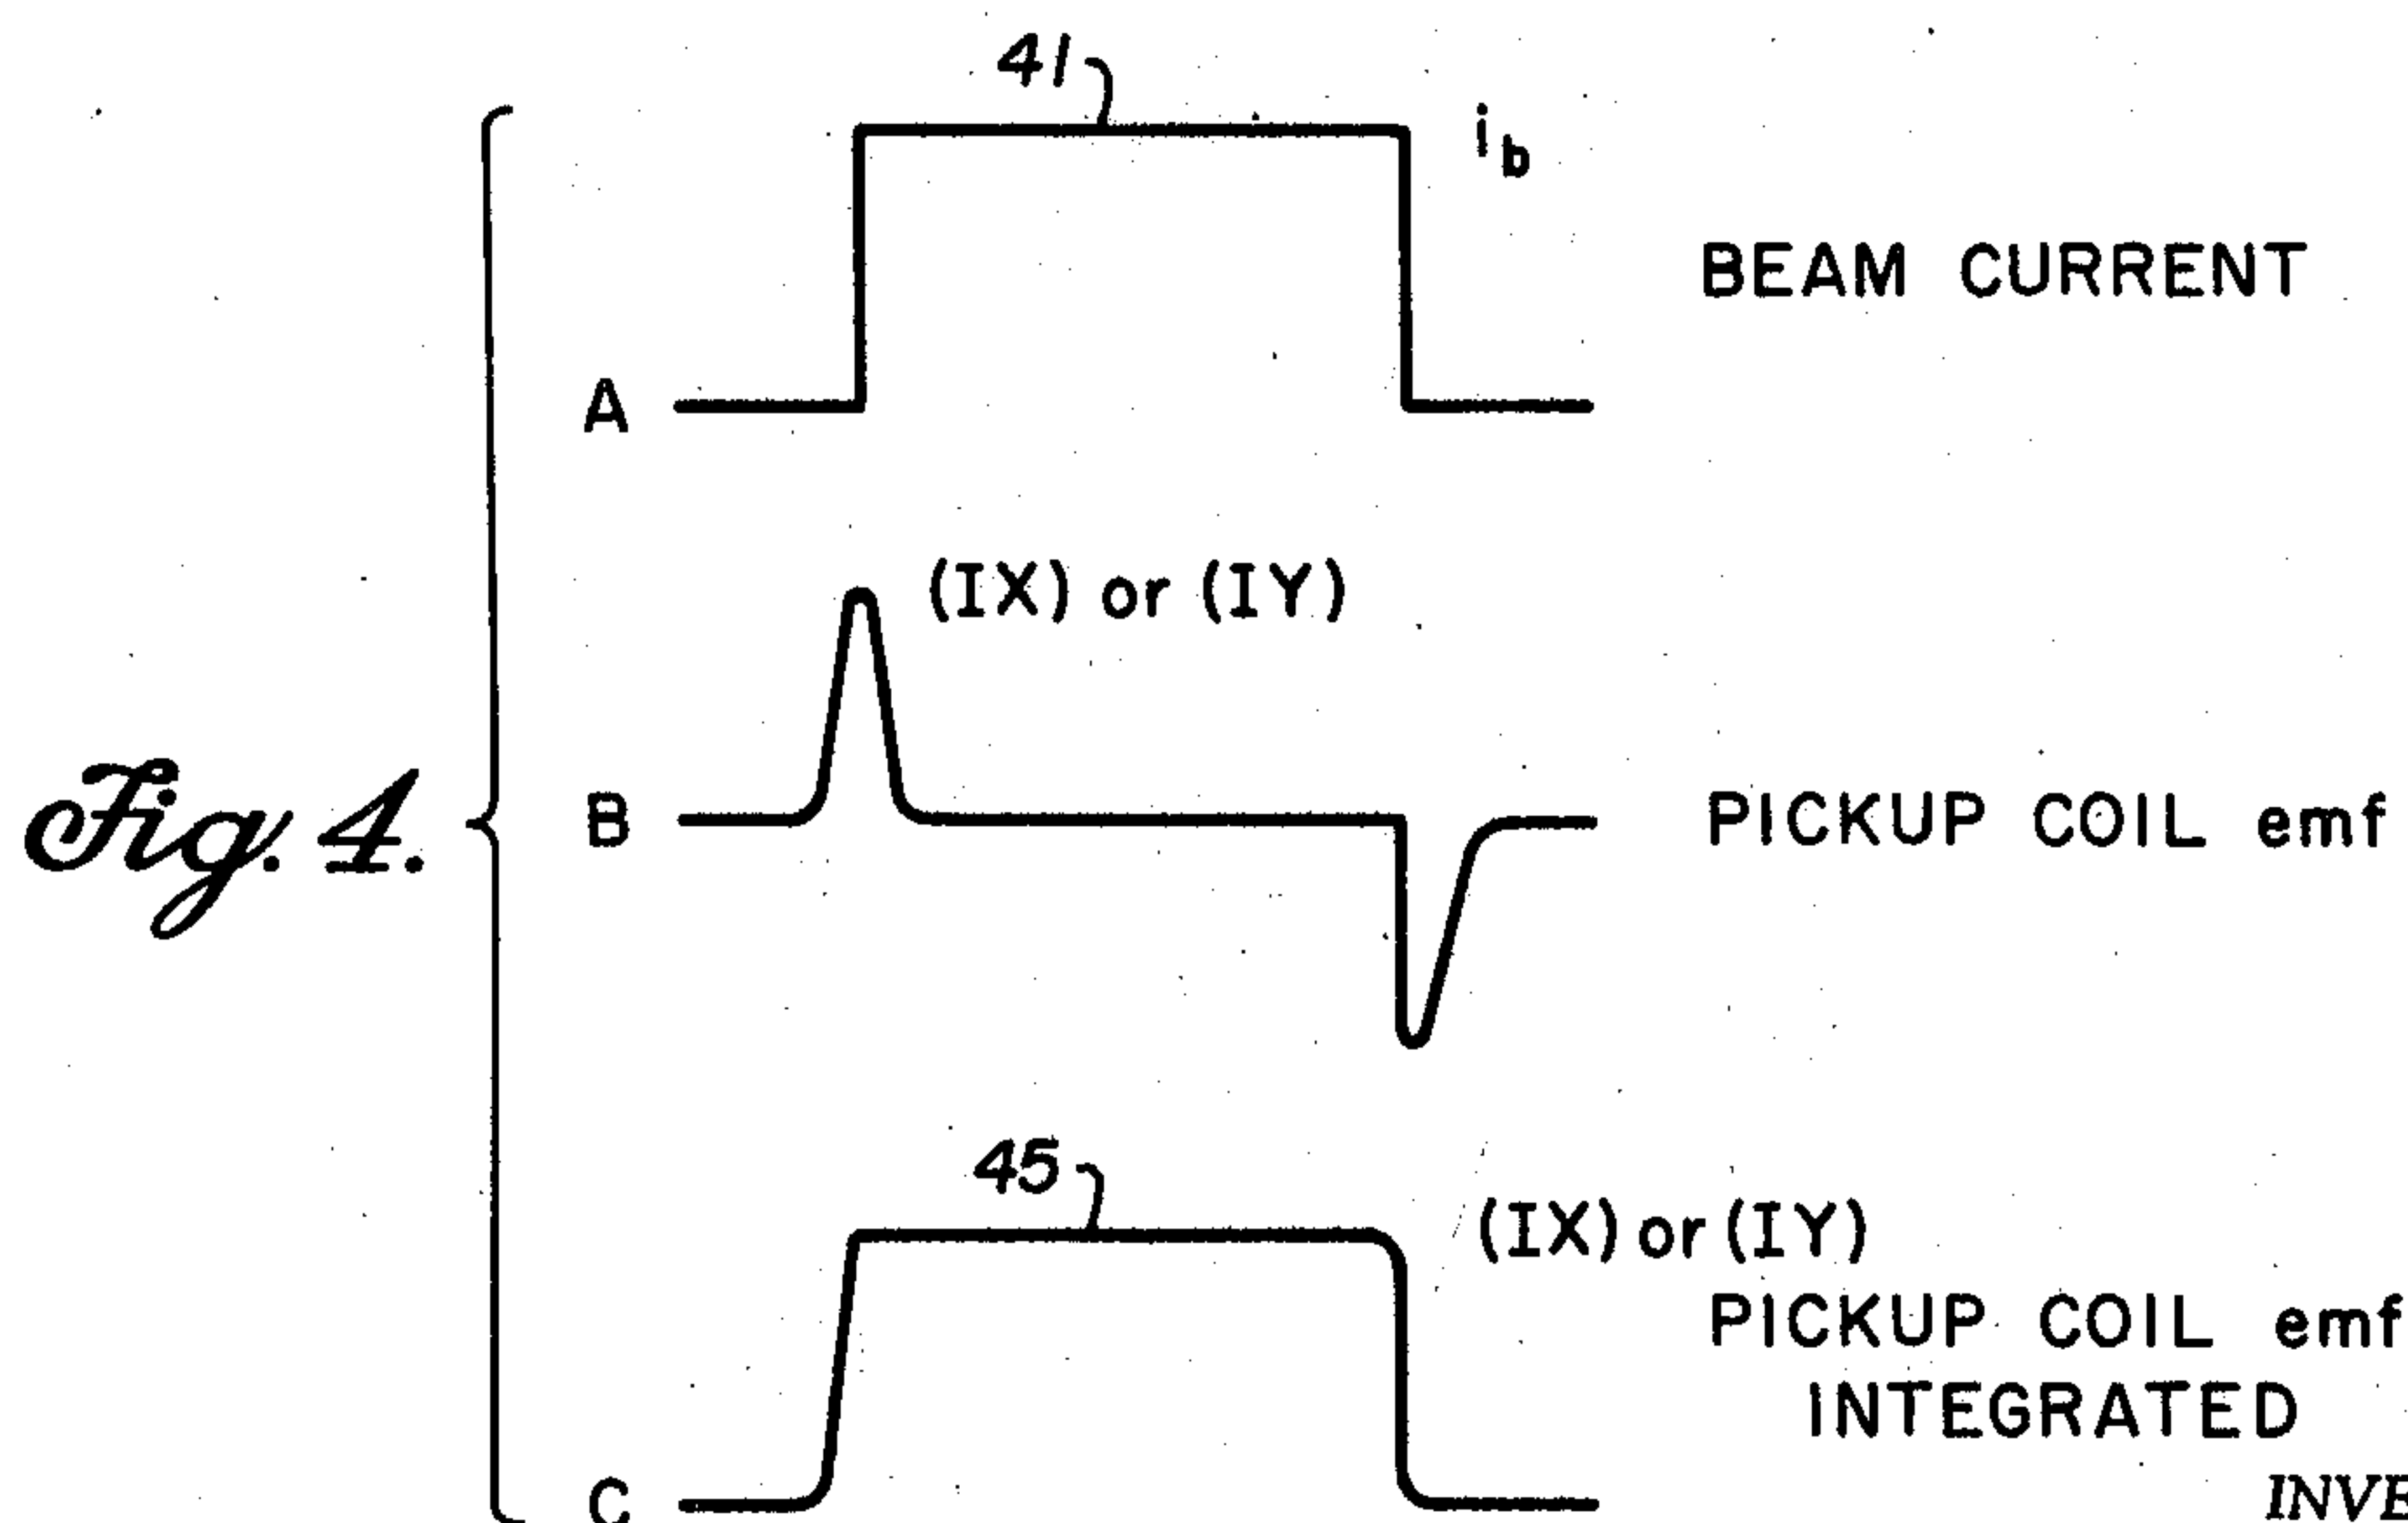 41
i_b
BEAM CURRENT
A
(IX) or (IY)
Fig. 4.
B
PICKUP COIL emf
45
(IX) or (IY)
PICKUP COIL emf
INTEGRATED
C